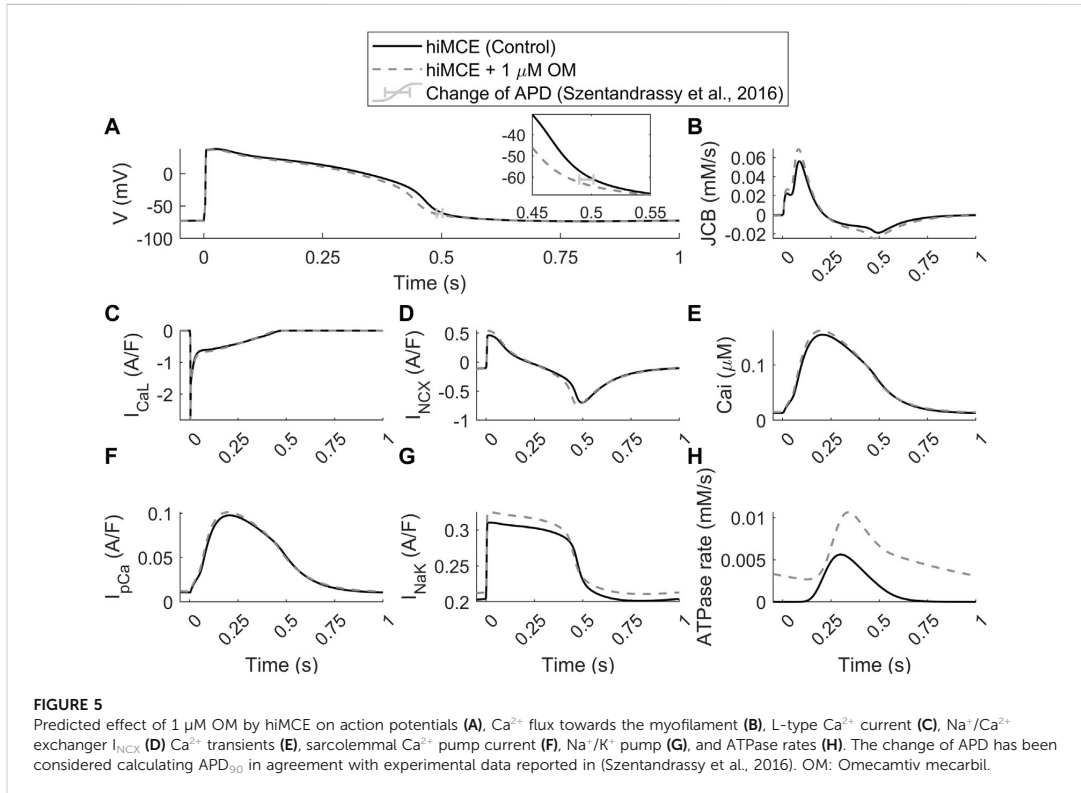 hiMCE (Control)
hiMCE + 1 μM OM
Change of APD (Szentandrassy et al., 2016)
A
V (mV)
0
-50
-100
0
0.25
0.5
0.75
1
Time (s)
-40
-50
-60
0.45
0.5
0.55
B
JCB (mM/s)
0.06
0.04
0.02
0
-0.02
0
0.25
0.5
0.75
1
C
I_CaL (A/F)
0
-1
-2
0
0.25
0.5
0.75
1
D
I_NCX (A/F)
0.5
0
-0.5
-1
0
0.25
0.5
0.75
1
E
Cai (μM)
0.1
0
0
0.25
0.5
0.75
1
F
I_pCa (A/F)
0.1
0.05
0
0
0.25
0.5
0.75
1
Time (s)
G
I_NaK (A/F)
0.3
0.25
0.2
0
0.25
0.5
0.75
1
Time (s)
H
ATPase rate (mM/s)
0.01
0.005
0
0
0.25
0.5
0.75
1
Time (s)
FIGURE 5
Predicted effect of 1 μM OM by hiMCE on action potentials (A), Ca²⁺ flux towards the myofilament (B), L-type Ca²⁺ current (C), Na⁺/Ca²⁺
exchanger I_NCX (D) Ca²⁺ transients (E), sarcolemmal Ca²⁺ pump current (F), Na⁺/K⁺ pump (G), and ATPase rates (H). The change of APD has been
considered calculating APD₉₀ in agreement with experimental data reported in (Szentandrassy et al., 2016). OM: Omecamtiv mecarbil.